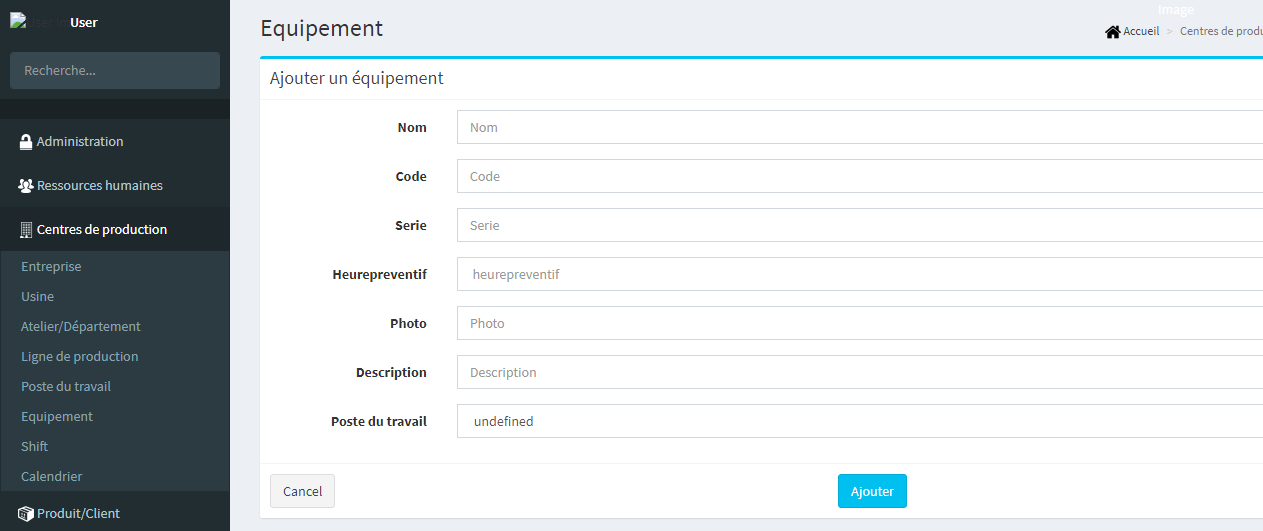 User
Image
Equipement
Accueil > Centres de produ
Recherche...
Ajouter un équipement
Nom Nom
Code Code
Serie Serie
Heurepreventif heurepreventif
Photo Photo
Description Description
Poste du travail undefined
Cancel Ajouter
Administration
Ressources humaines
Centres de production
Entreprise
Usine
Atelier/Département
Ligne de production
Poste du travail
Equipement
Shift
Calendrier
Produit/Client